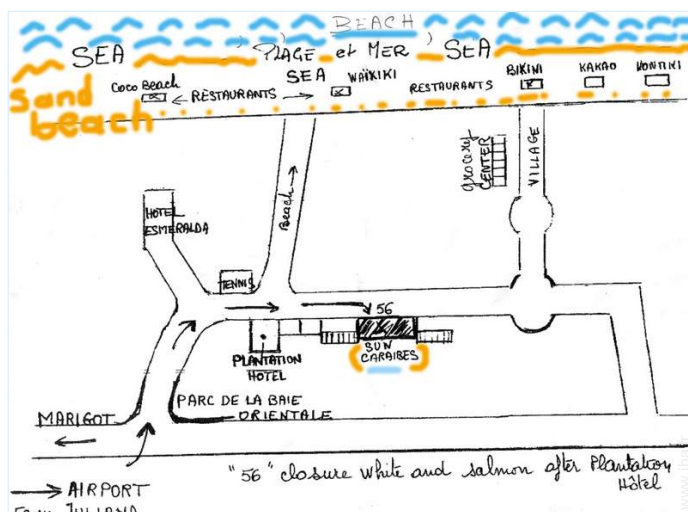 BEACH
SEA PLAGE et MER SEA
SEA
Coco Beach
RESTAURANTS
WAÏKIKI
RESTAURANTS
BIKINI
KAKAO
KONTIKI
Sand
beach
grocery
CENTER
VILLAGE
HOTEL
ESMERALDA
Beach
TENNIS
56
PLANTATION
HOTEL
SUN
CARAIBES
PARC DE LA BAIE
ORIENTALE
MARIGOT
"56" closure white and salmon after Plantation
Hôtel
AIRPORT